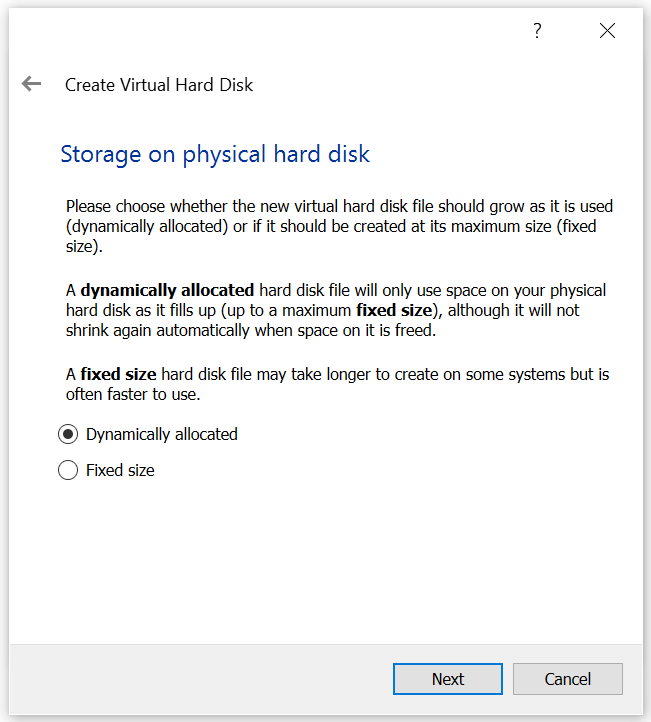 ?
Create Virtual Hard Disk
Storage on physical hard disk
Please choose whether the new virtual hard disk file should grow as it is used
(dynamically allocated) or if it should be created at its maximum size (fixed
size).
A dynamically allocated hard disk file will only use space on your physical
hard disk as it fills up (up to a maximum fixed size), although it will not
shrink again automatically when space on it is freed.
A fixed size hard disk file may take longer to create on some systems but is
often faster to use.
Dynamically allocated
Fixed size
Next Cancel